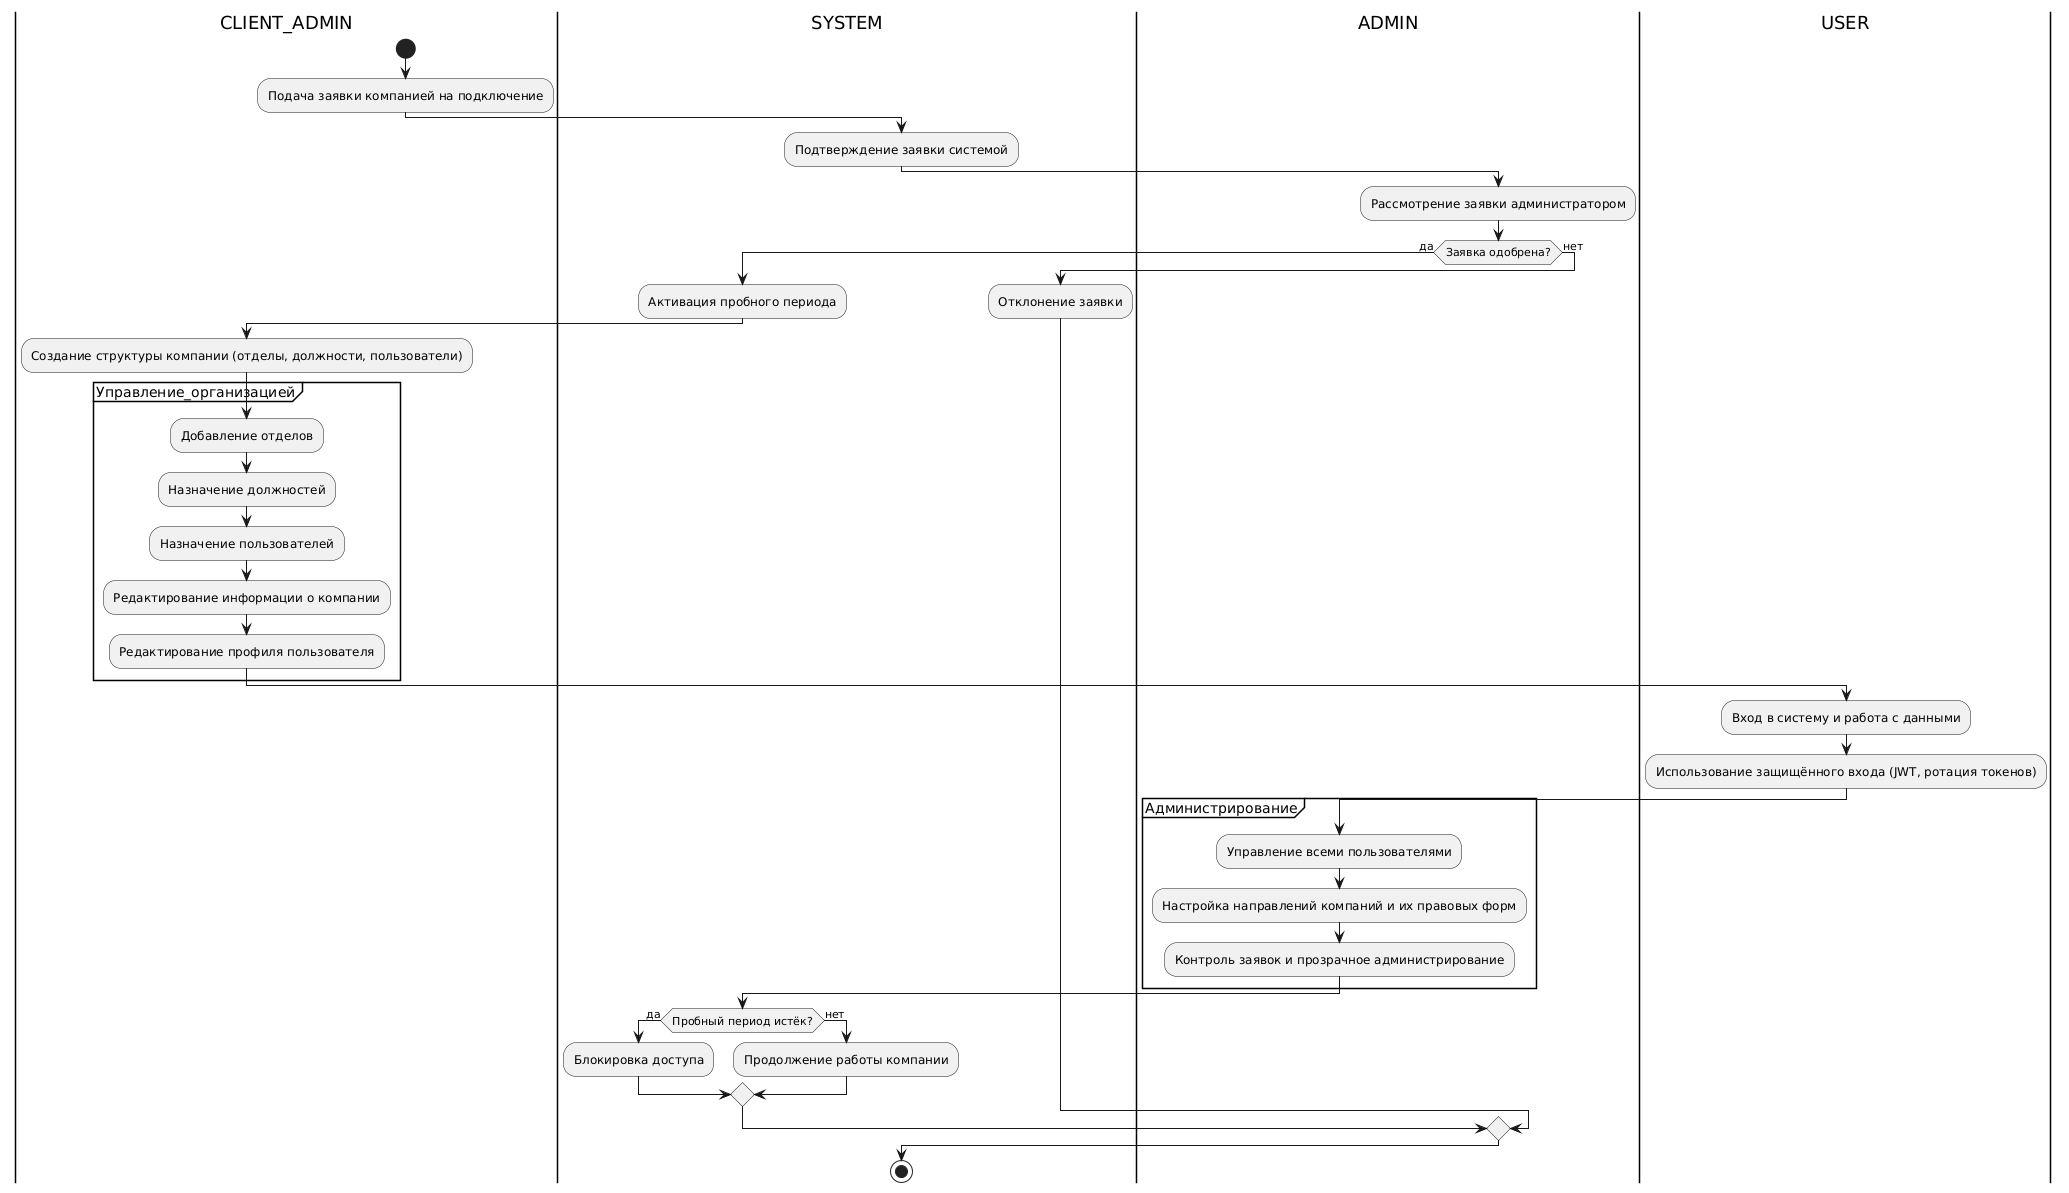 CLIENT_ADMIN
SYSTEM
ADMIN
USER
Подача заявки компанией на подключение
Подтверждение заявки системой
Рассмотрение заявки администратором
да
Заявка одобрена?
нет
Активация пробного периода
Отклонение заявки
Создание структуры компании (отделы, должности, пользователи)
Управление_организацией
Добавление отделов
Назначение должностей
Назначение пользователей
Редактирование информации о компании
Редактирование профиля пользователя
Вход в систему и работа с данными
Использование защищённого входа (JWT, ротация токенов)
Администрирование
Управление всеми пользователями
Настройка направлений компаний и их правовых форм
Контроль заявок и прозрачное администрирование
да
Пробный период истёк?
нет
Блокировка доступа
Продолжение работы компании